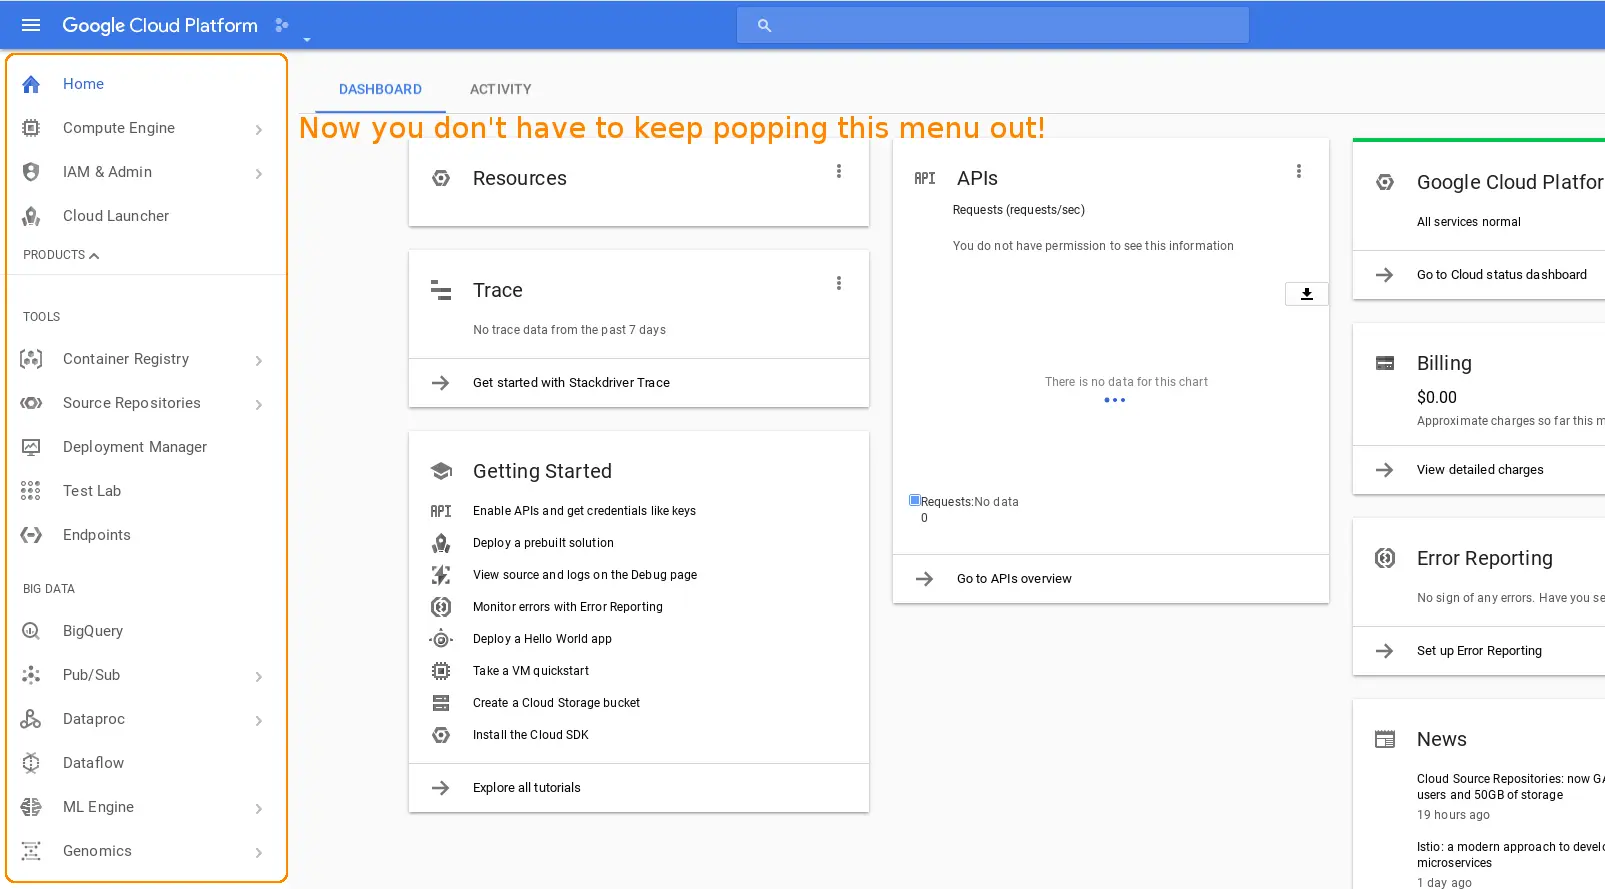 Google Cloud Platform
Home
Compute Engine
IAM & Admin
Cloud Launcher
PRODUCTS
TOOLS
Container Registry
Source Repositories
Deployment Manager
Test Lab
Endpoints
BIG DATA
BigQuery
Pub/Sub
Dataproc
Dataflow
ML Engine
Genomics
DASHBOARD
ACTIVITY
Now you don't have to keep popping this menu out!
Resources
Trace
No trace data from the past 7 days
Get started with Stackdriver Trace
Getting Started
API
Enable APIs and get credentials like keys
Deploy a prebuilt solution
View source and logs on the Debug page
Monitor errors with Error Reporting
Deploy a Hello World app
Take a VM quickstart
Create a Cloud Storage bucket
Install the Cloud SDK
Explore all tutorials
API
APIs
Requests (requests/sec)
You do not have permission to see this information
There is no data for this chart
Requests:No data
0
Go to APIs overview
Google Cloud Platfor
All services normal
Go to Cloud status dashboard
Billing
$0.00
Approximate charges so far this m
View detailed charges
Error Reporting
No sign of any errors. Have you se
Set up Error Reporting
News
Cloud Source Repositories: now GA
users and 50GB of storage
19 hours ago
Istio: a modern approach to develo
microservices
1 day ago